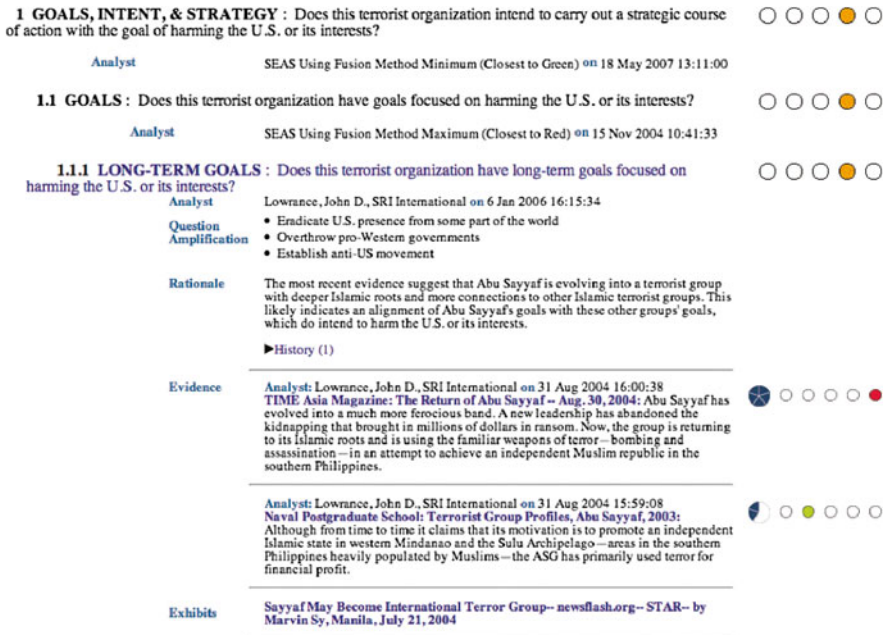 1 GOALS, INTENT, & STRATEGY : Does this terrorist organization intend to carry out a strategic course
of action with the goal of harming the U.S. or its interests?
Analyst SEAS Using Fusion Method Minimum (Closest to Green) on 18 May 2007 13:11:00
1.1 GOALS : Does this terrorist organization have goals focused on harming the U.S. or its interests?
Analyst SEAS Using Fusion Method Maximum (Closest to Red) on 15 Nov 2004 10:41:33
1.1.1 LONG-TERM GOALS : Does this terrorist organization have long-term goals focused on
harming the U.S. or its interests?
Analyst Lowrance, John D., SRI International on 6 Jan 2006 16:15:34
Question
Amplification
• Eradicate U.S. presence from some part of the world
• Overthrow pro-Western governments
• Establish anti-US movement
Rationale The most recent evidence suggest that Abu Sayyaf is evolving into a terrorist group
with deeper Islamic roots and more connections to other Islamic terrorist groups. This
likely indicates an alignment of Abu Sayyaf's goals with these other groups' goals,
which do intend to harm the U.S. or its interests.
▶History (1)
Evidence Analyst: Lowrance, John D., SRI International on 31 Aug 2004 16:00:38
TIME Asia Magazine: The Return of Abu Sayyaf -- Aug. 30, 2004: Abu Sayyaf has
evolved into a much more ferocious band. A new leadership has abandoned the
kidnapping that brought in millions of dollars in ransom. Now, the group is returning
to its Islamic roots and is using the familiar weapons of terror—bombing and
assassination—in an attempt to achieve an independent Muslim republic in the
southern Philippines.
Analyst: Lowrance, John D., SRI International on 31 Aug 2004 15:59:08
Naval Postgraduate School: Terrorist Group Profiles, Abu Sayyaf, 2003:
Although from time to time it claims that its motivation is to promote an independent
Islamic state in western Mindanao and the Sulu Archipelago—areas in the southern
Philippines heavily populated by Muslims—the ASG has primarily used terror for
financial profit.
Exhibits Sayyaf May Become International Terror Group-- newsflash.org-- STAR-- by
Marvin Sy, Manila, July 21, 2004